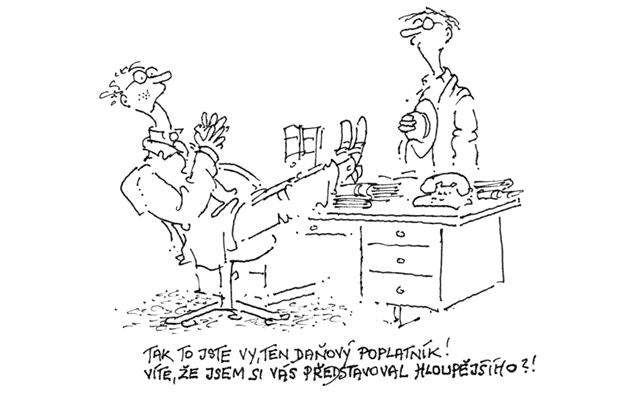 TAK TO JSTE VY, TEN DAŇOVÝ POPLATNÍK!
VÍTE, ŽE JSEM SI VÁS PŘEDSTAVOVAL HLOUPĚJŠÍHO?!